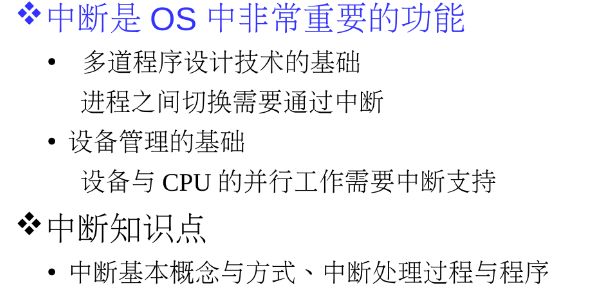 ❖中断是 OS 中非常重要的功能
• 多道程序设计技术的基础
进程之间切换需要通过中断
• 设备管理的基础
设备与 CPU 的并行工作需要中断支持
❖中断知识点
• 中断基本概念与方式、中断处理过程与程序